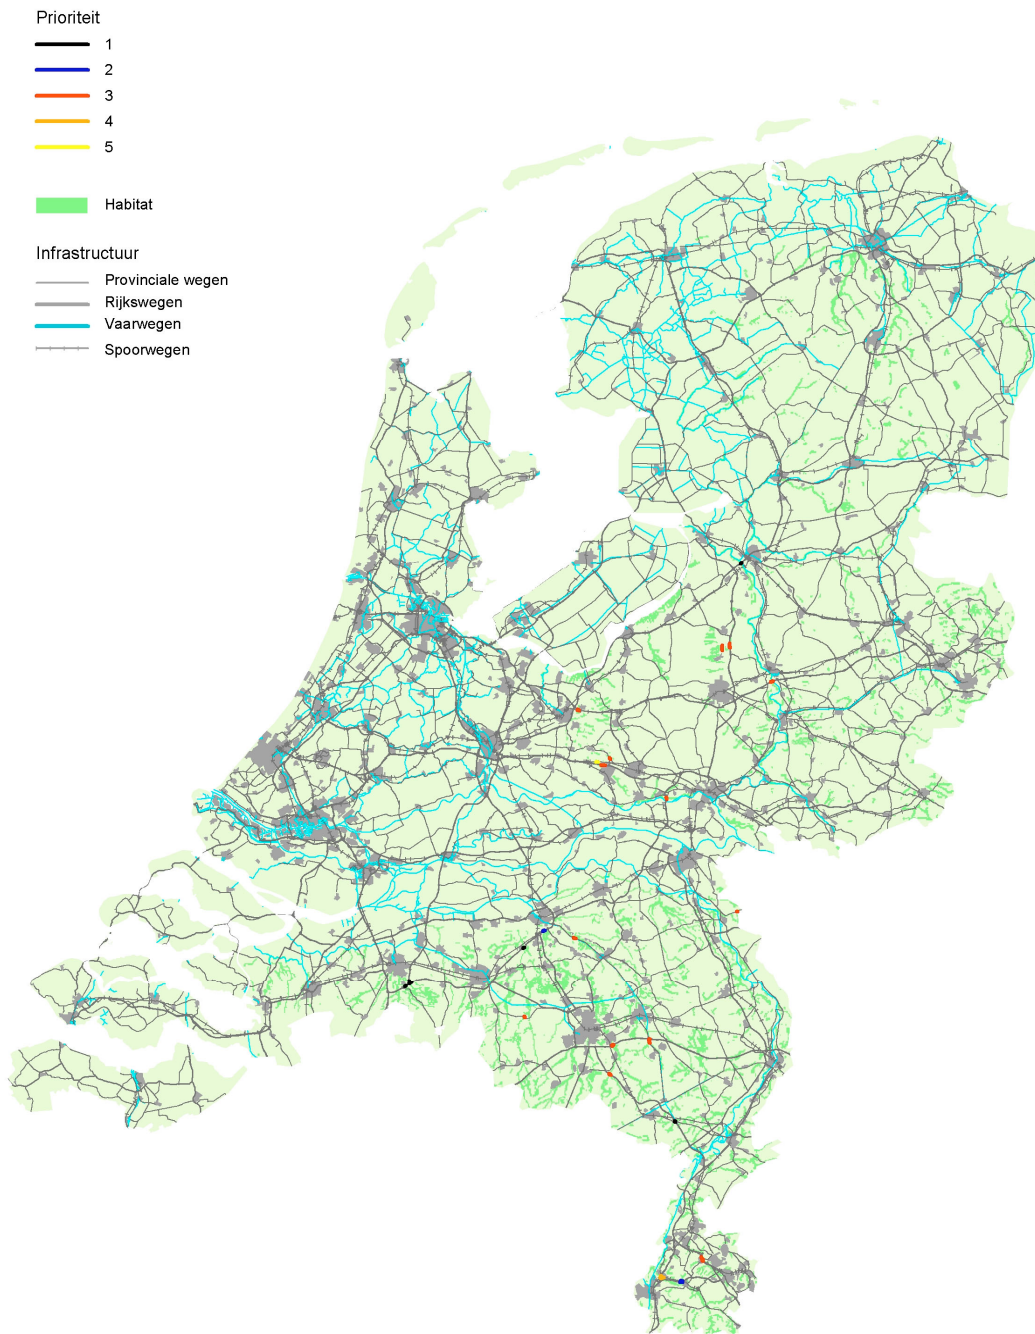 Prioriteit
1
2
3
4
5
Habitat
Infrastructuur
Provinciale wegen
Rijkswegen
Vaarwegen
Spoorwegen